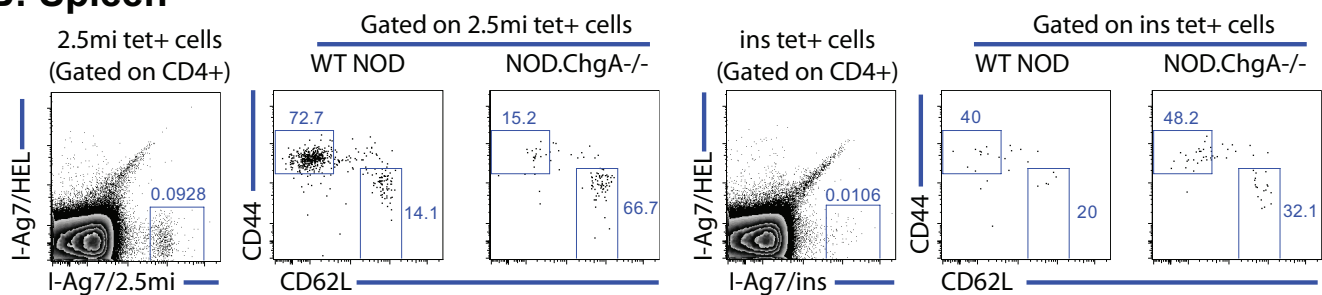 B. Spleen
2.5mi tet+ cells
(Gated on CD4+)
Gated on 2.5mi tet+ cells
WT NOD
NOD.ChgA-/-
ins tet+ cells
(Gated on CD4+)
Gated on ins tet+ cells
WT NOD
NOD.ChgA-/-
I-Ag7/HEL
0.0928
I-Ag7/2.5mi
CD44
72.7
14.1
15.2
66.7
CD62L
I-Ag7/HEL
0.0106
I-Ag7/ins
CD44
40
20
48.2
32.1
CD62L